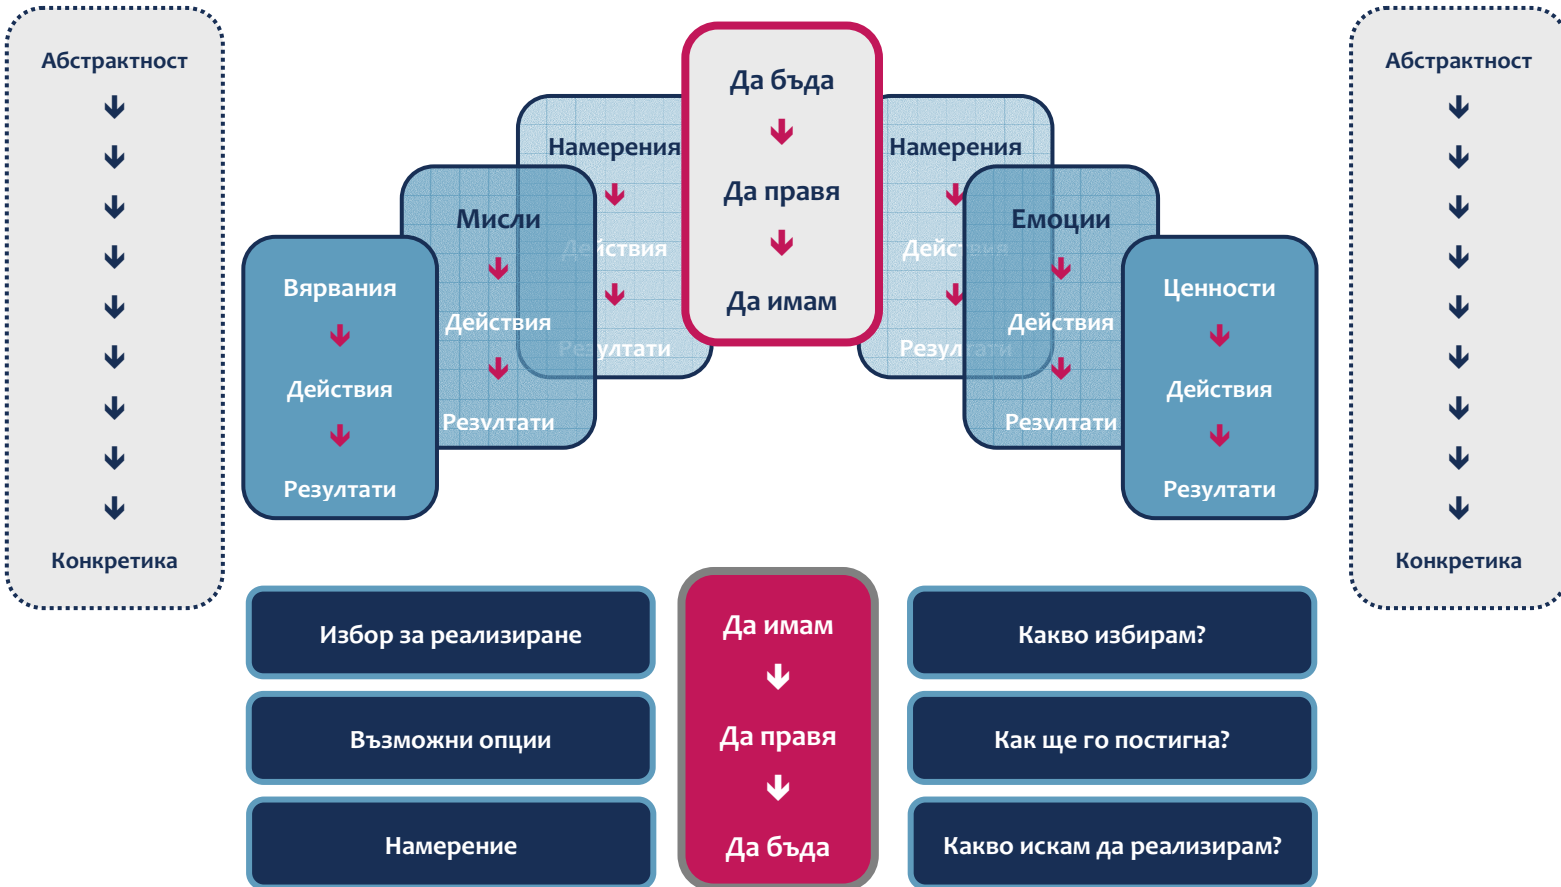 Абстрактност
Конкретика
Вярвания
Действия
Резултати
Мисли
Действия
Резултати
Намерения
Действия
Резултати
Да бъда
Да правя
Да имам
Намерения
Действия
Резултати
Емоции
Действия
Резултати
Ценности
Действия
Резултати
Абстрактност
Конкретика
Избор за реализиране
Възможни опции
Намерение
Да имам
Да правя
Да бъда
Какво избирам?
Как ще го постигна?
Какво искам да реализирам?